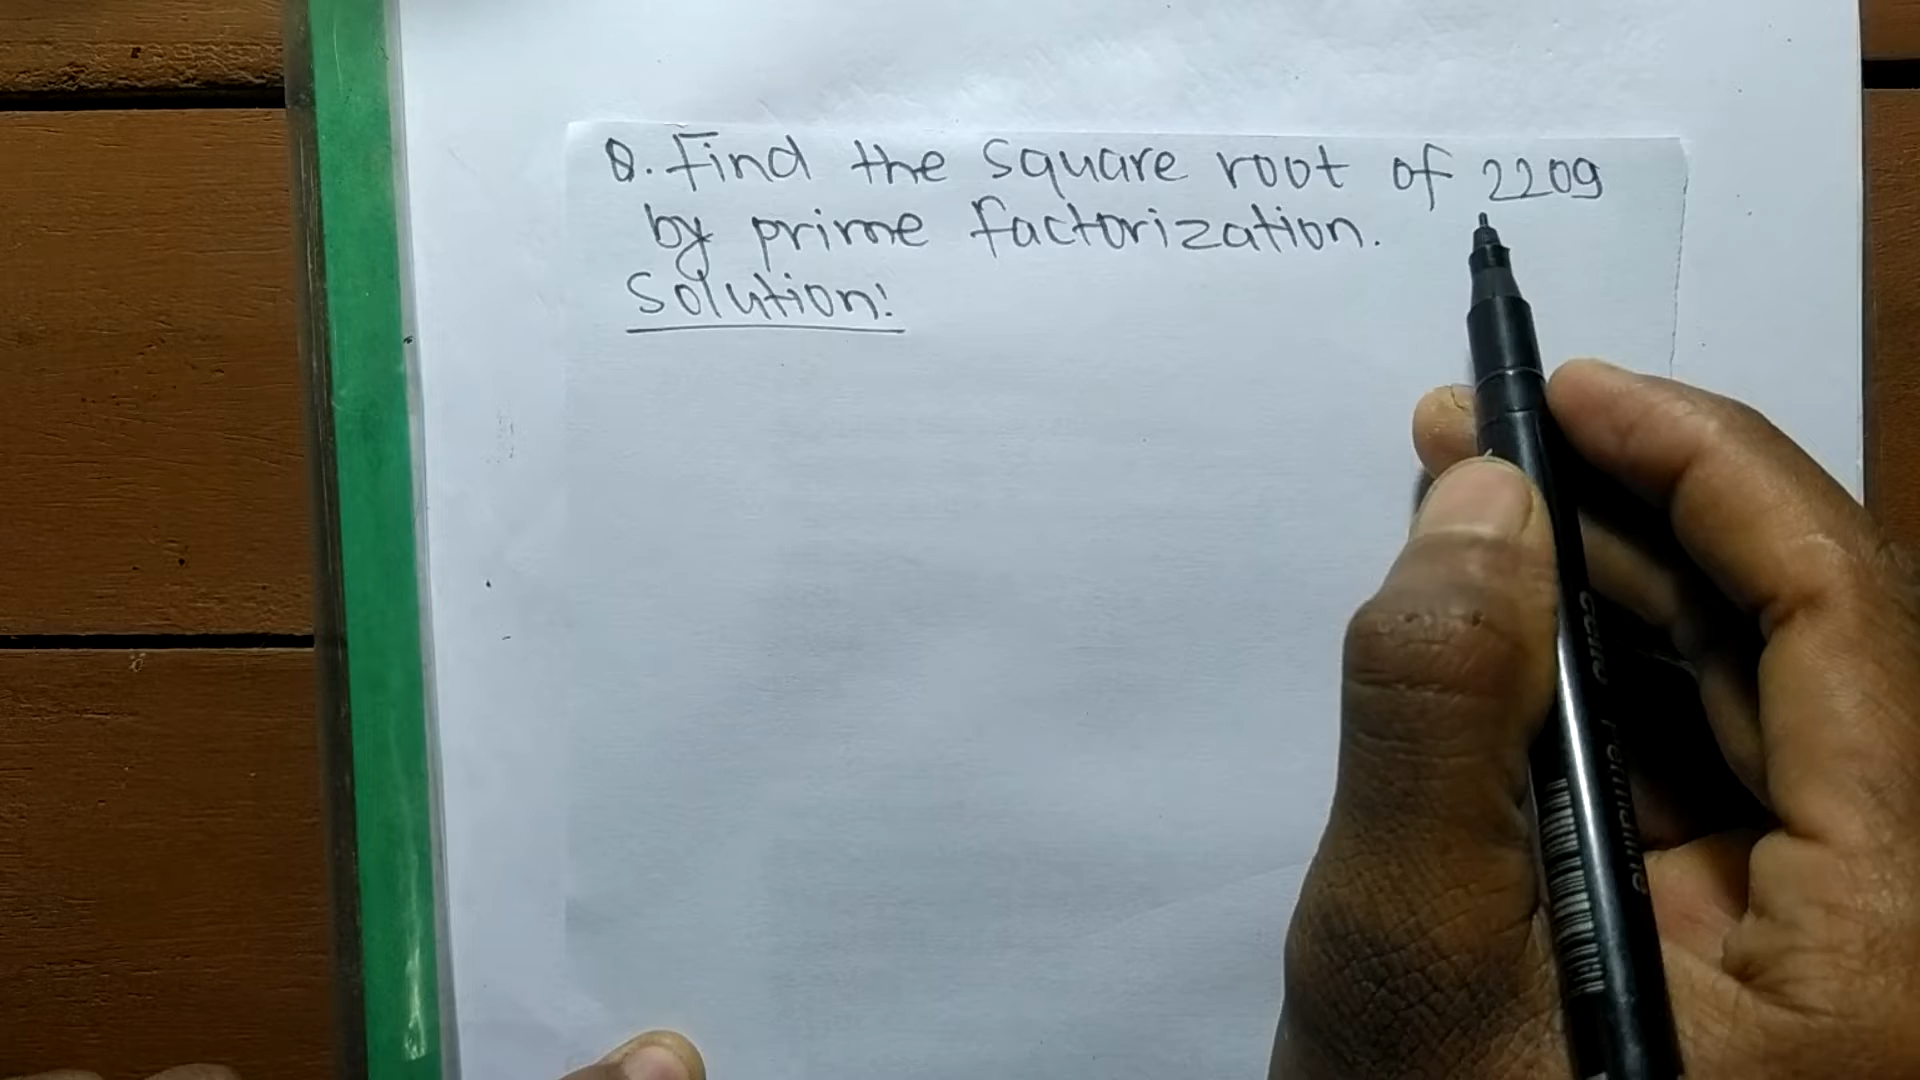 Q. Find the square root of 2209
by prime factorization.
Solution: